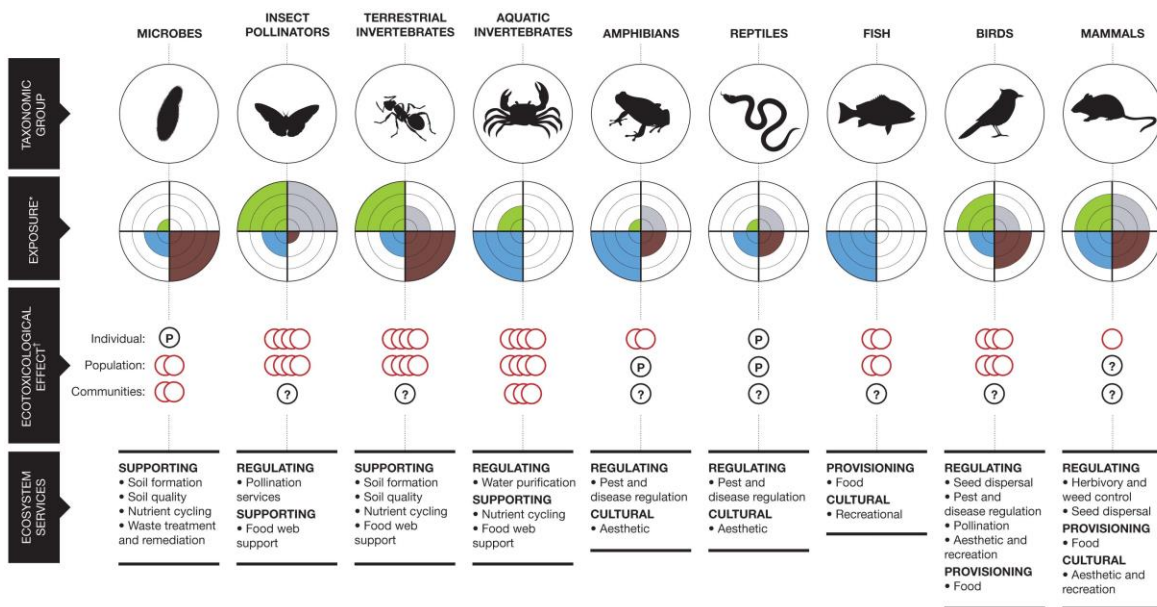 MICROBES
INSECT
POLLINATORS
TERRESTRIAL
INVERTEBRATES
AQUATIC
INVERTEBRATES
AMPHIBIANS
REPTILES
FISH
BIRDS
MAMMALS
TAXONOMIC
GROUP
EXPOSURE*
ECOTOXICOLOGICAL
EFFECT†
Individual:
P
P
Population:
P
P
?
Communities:
?
?
?
?
?
?
?
ECOSYSTEM
SERVICES
SUPPORTING
• Soil formation
• Soil quality
• Nutrient cycling
• Waste treatment
and remediation
REGULATING
• Pollination
services
SUPPORTING
• Food web
support
SUPPORTING
• Soil formation
• Soil quality
• Nutrient cycling
• Food web
support
REGULATING
• Water purification
SUPPORTING
• Nutrient cycling
• Food web
support
REGULATING
• Pest and
disease regulation
CULTURAL
• Aesthetic
REGULATING
• Pest and
disease regulation
CULTURAL
• Aesthetic
PROVISIONING
• Food
CULTURAL
• Recreational
REGULATING
• Seed dispersal
• Pest and
disease regulation
• Pollination
• Aesthetic and
recreation
PROVISIONING
• Food
REGULATING
• Herbivory and
weed control
• Seed dispersal
PROVISIONING
• Food
CULTURAL
• Aesthetic and
recreation